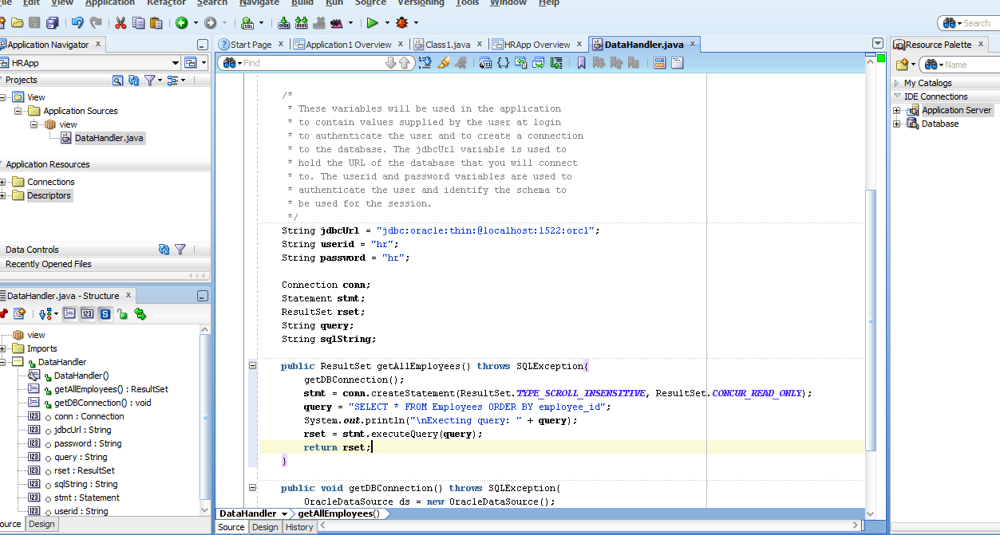 File Edit View Application Refactor Search Navigate Build Run Source Versioning Tools Window Help
Search
Application Navigator
HRApp
Projects
View
Application Sources
view
DataHandler.java
Application Resources
Connections
Descriptors
Data Controls
Recently Opened Files
DataHandler.java - Structure
view
Imports
DataHandler
DataHandler()
getAllEmployees() : ResultSet
getDBConnection() : void
conn : Connection
jdbcUrl : String
password : String
query : String
rset : ResultSet
sqlString : String
stmt : Statement
userid : String
ource Design
Start Page Application1 Overview Class1.java HRApp Overview DataHandler.java
Find
/*
* These variables will be used in the application
* to contain values supplied by the user at login
* to authenticate the user and to create a connection
* to the database. The jdbcUrl variable is used to
* hold the URL of the database that you will connect
* to. The userid and password variables are used to
* authenticate the user and identify the schema to
* be used for the session.
*/
String jdbcUrl = "jdbc:oracle:thin:@localhost:1522:orcl";
String userid = "hr";
String password = "hr";
Connection conn;
Statement stmt;
ResultSet rset;
String query;
String sqlString;
public ResultSet getAllEmployees() throws SQLException{
getDBConnection();
stmt = conn.createStatement(ResultSet.TYPE_SCROLL_INSENSITIVE, ResultSet.CONCUR_READ_ONLY);
query = "SELECT * FROM Employees ORDER BY employee_id";
System.out.println("\nExecting query: " + query);
rset = stmt.executeQuery(query);
return rset;
}
public void getDBConnection() throws SQLException{
OracleDataSource ds = new OracleDataSource();
DataHandler getAllEmployees()
Source Design History
Resource Palette
Name
My Catalogs
IDE Connections
Application Server
Database